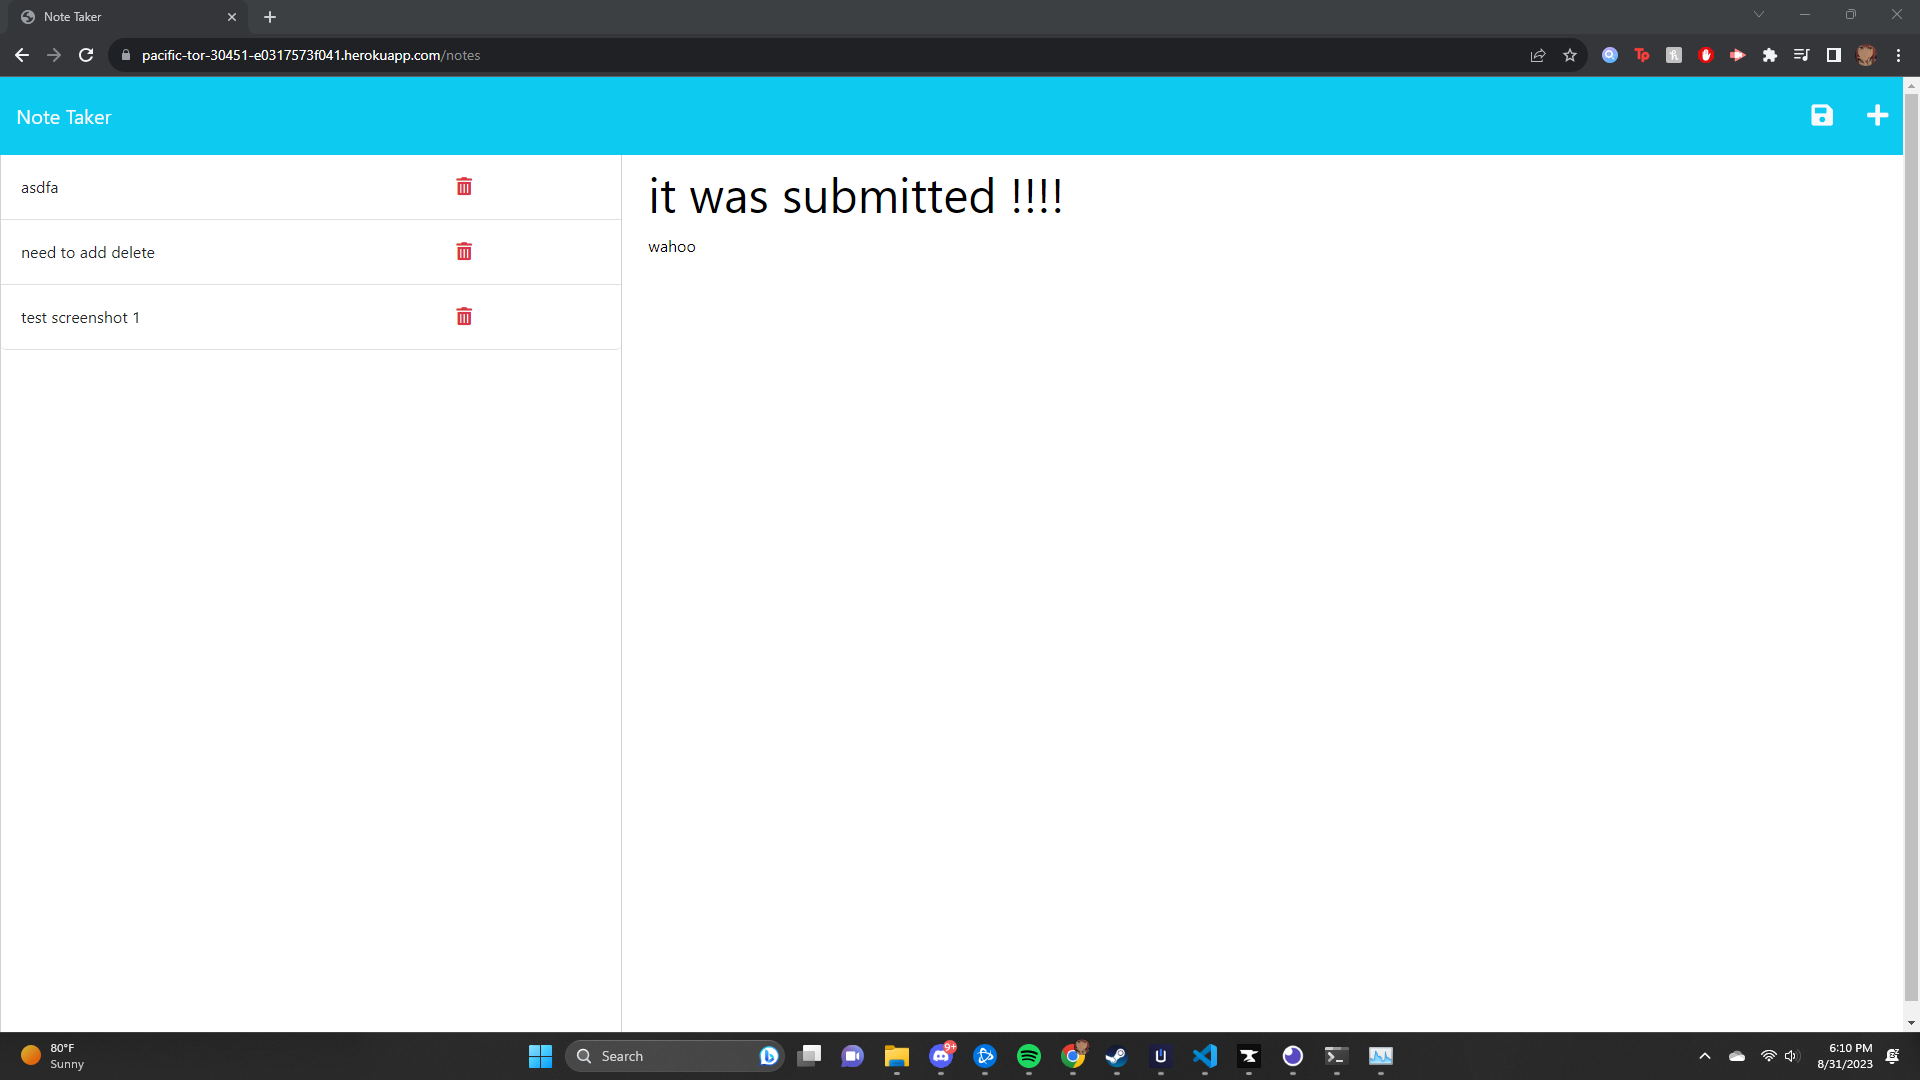 Note Taker
pacific-tor-30451-e0317573f041.herokuapp.com/notes
Tp
Note Taker
asdfa
need to add delete
test screenshot 1
it was submitted !!!!
wahoo
80°F
Sunny
Search
9+
6:10 PM
8/31/2023